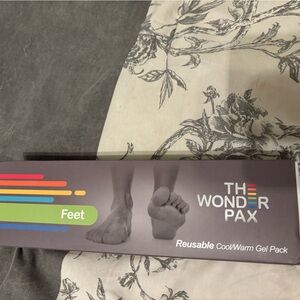 Feet
THE
WONDER
PAX
Reusable Cool/Warm Gel Pack